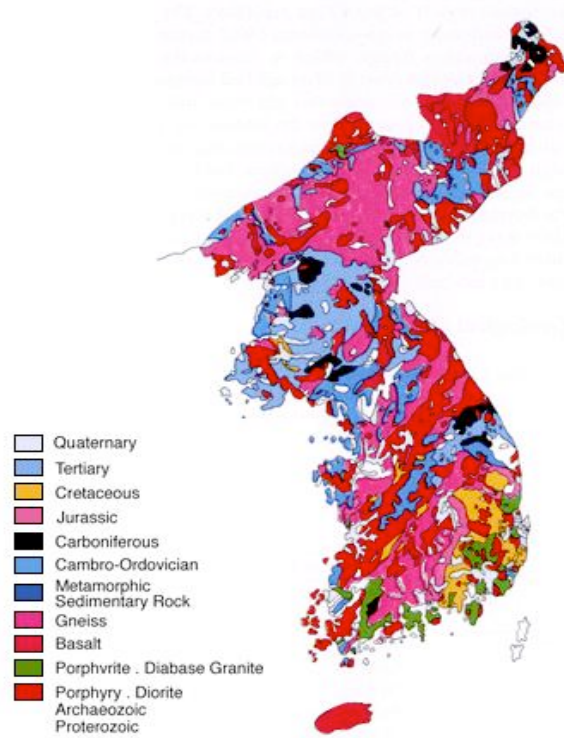 Quaternary
Tertiary
Cretaceous
Jurassic
Carboniferous
Cambro-Ordovician
Metamorphic
Sedimentary Rock
Gneiss
Basalt
Porphvrite . Diabase Granite
Porphyry . Diorite
Archaeozoic
Proterozoic